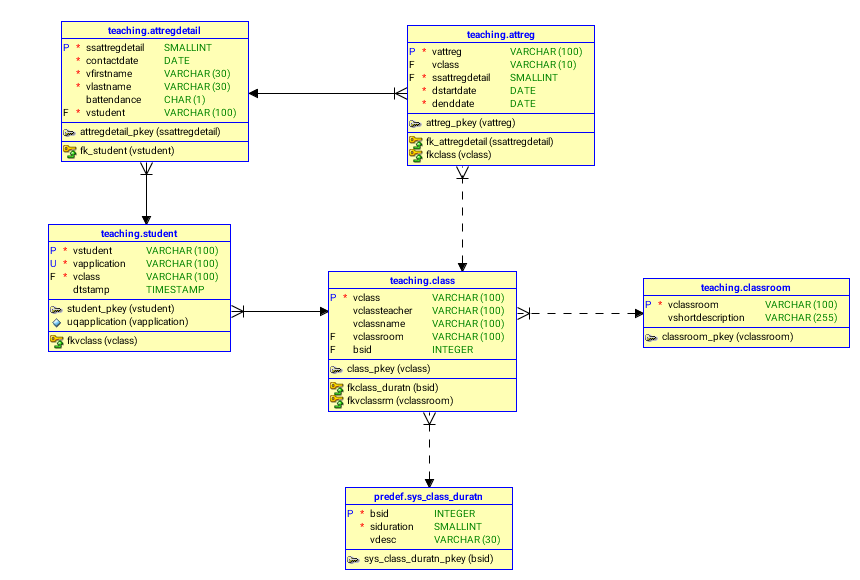 teaching.attregdetail
P * ssattregdetail SMALLINT
* contactdate DATE
* vfirstname VARCHAR (30)
* vlastname VARCHAR (30)
battendance CHAR (1)
F * vstudent VARCHAR (100)
attregdetail_pkey (ssattregdetail)
fk_student (vstudent)
teaching.attreg
P * vattreg VARCHAR (100)
F vclass VARCHAR (10)
F * ssattregdetail SMALLINT
* dstartdate DATE
* denddate DATE
attreg_pkey (vattreg)
fk_attregdetail (ssattregdetail)
fkclass (vclass)
teaching.student
P * vstudent VARCHAR (100)
U * vapplication VARCHAR (100)
F * vclass VARCHAR (100)
dtstamp TIMESTAMP
student_pkey (vstudent)
uqapplication (vapplication)
fkvclass (vclass)
teaching.class
P * vclass VARCHAR (100)
vclassteacher VARCHAR (100)
vclassname VARCHAR (100)
F vclassroom VARCHAR (100)
F bsid INTEGER
class_pkey (vclass)
fkclass_duratn (bsid)
fkvclassrm (vclassroom)
teaching.classroom
P * vclassroom VARCHAR (100)
vshortdescription VARCHAR (255)
classroom_pkey (vclassroom)
predef.sys_class_duratn
P * bsid INTEGER
* siduration SMALLINT
vdesc VARCHAR (30)
sys_class_duratn_pkey (bsid)